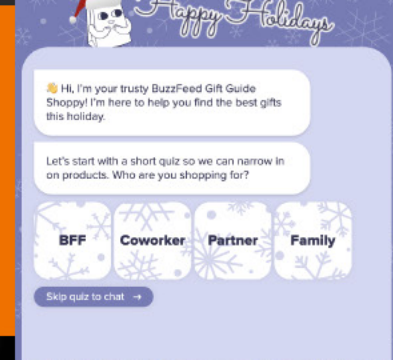 Happy Holidays
👋 Hi, I'm your trusty BuzzFeed Gift Guide
Shoppy! I'm here to help you find the best gifts
this holiday.
Let's start with a short quiz so we can narrow in
on products. Who are you shopping for?
BFF Coworker Partner Family
Skip quiz to chat →